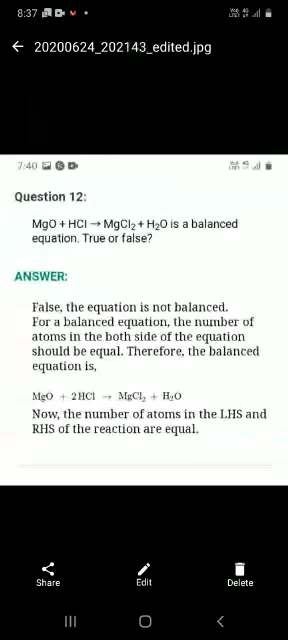 8:37
20200624_202143_edited.jpg
7:40
Question 12:
MgO + HCl → MgCl₂ + H₂O is a balanced
equation. True or false?
ANSWER:
False, the equation is not balanced.
For a balanced equation, the number of
atoms in the both side of the equation
should be equal. Therefore, the balanced
equation is,
MgO + 2 HCl → MgCl₂ + H₂O
Now, the number of atoms in the LHS and
RHS of the reaction are equal.
Share Edit Delete